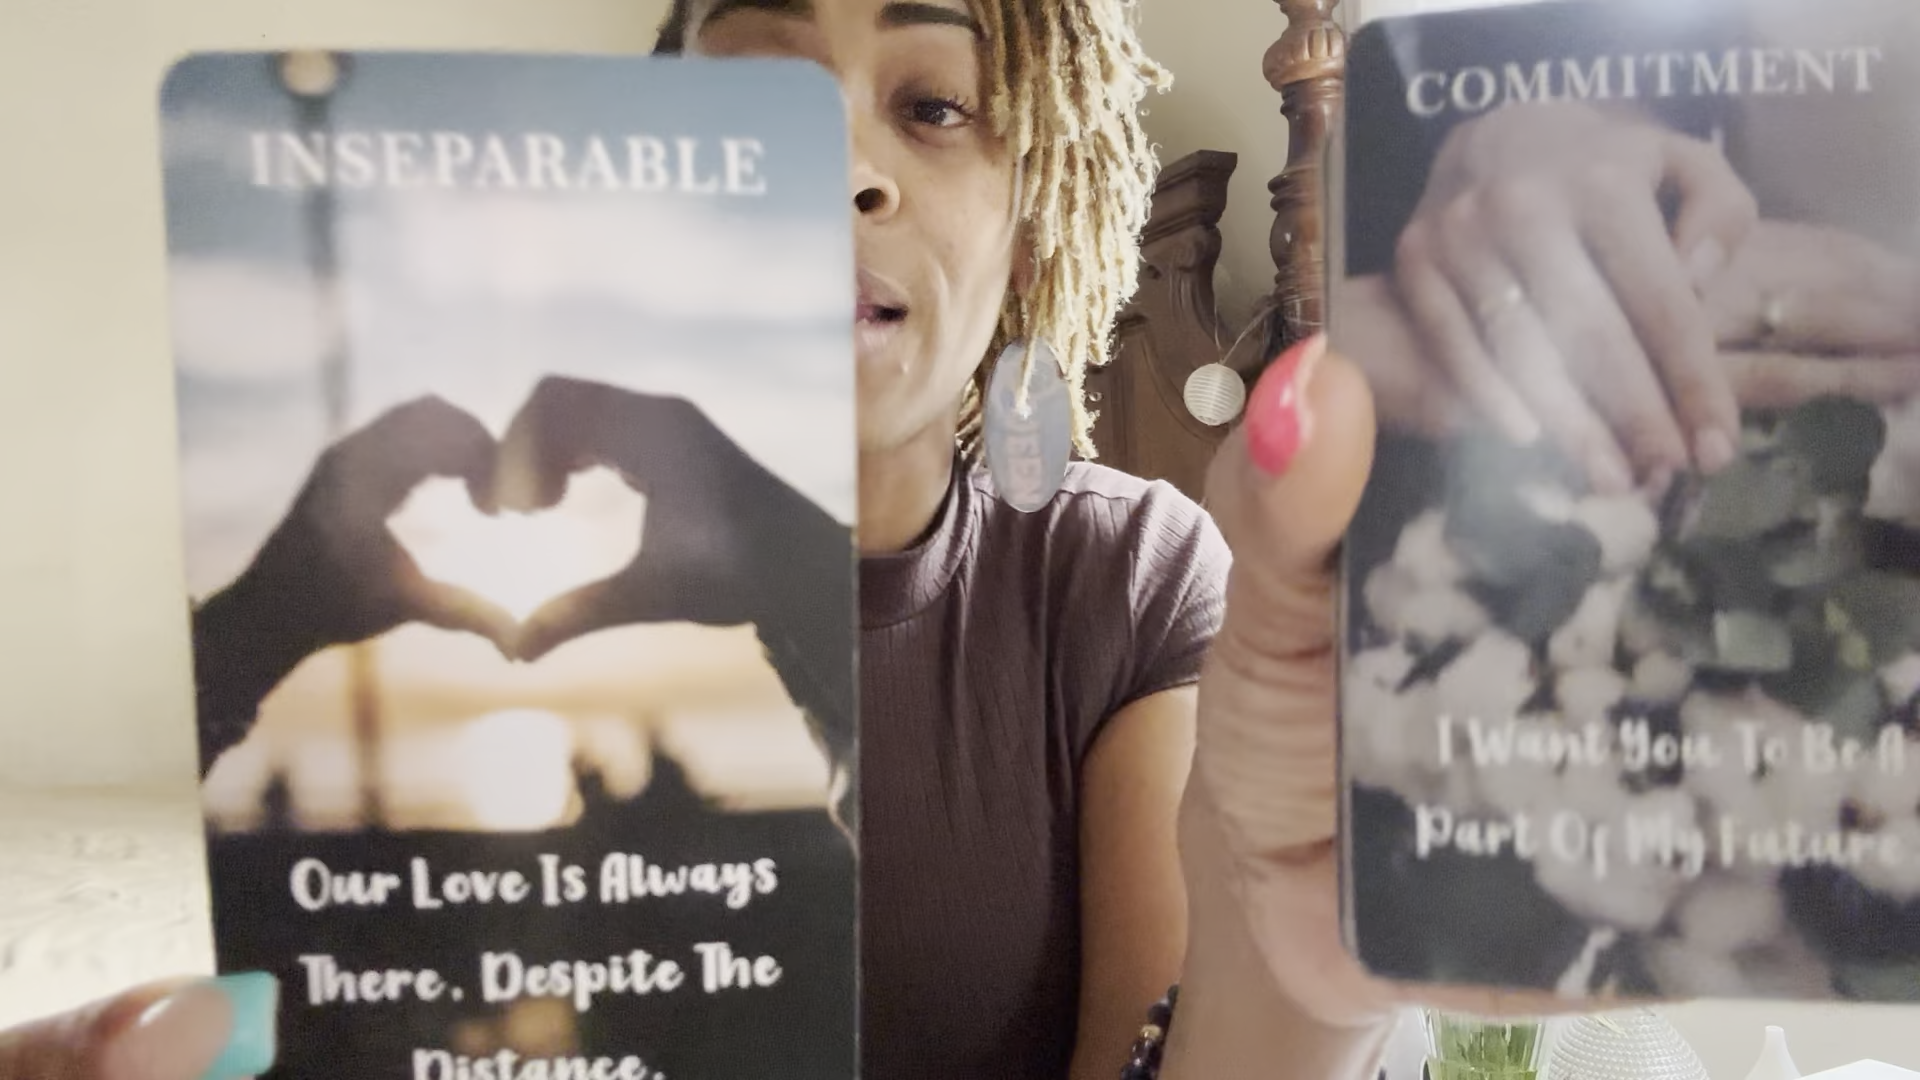 INSEPARABLE
Our Love Is Always
There. Despite The
Distance.
COMMITMENT
I Want You To Be A
Part Of My Future